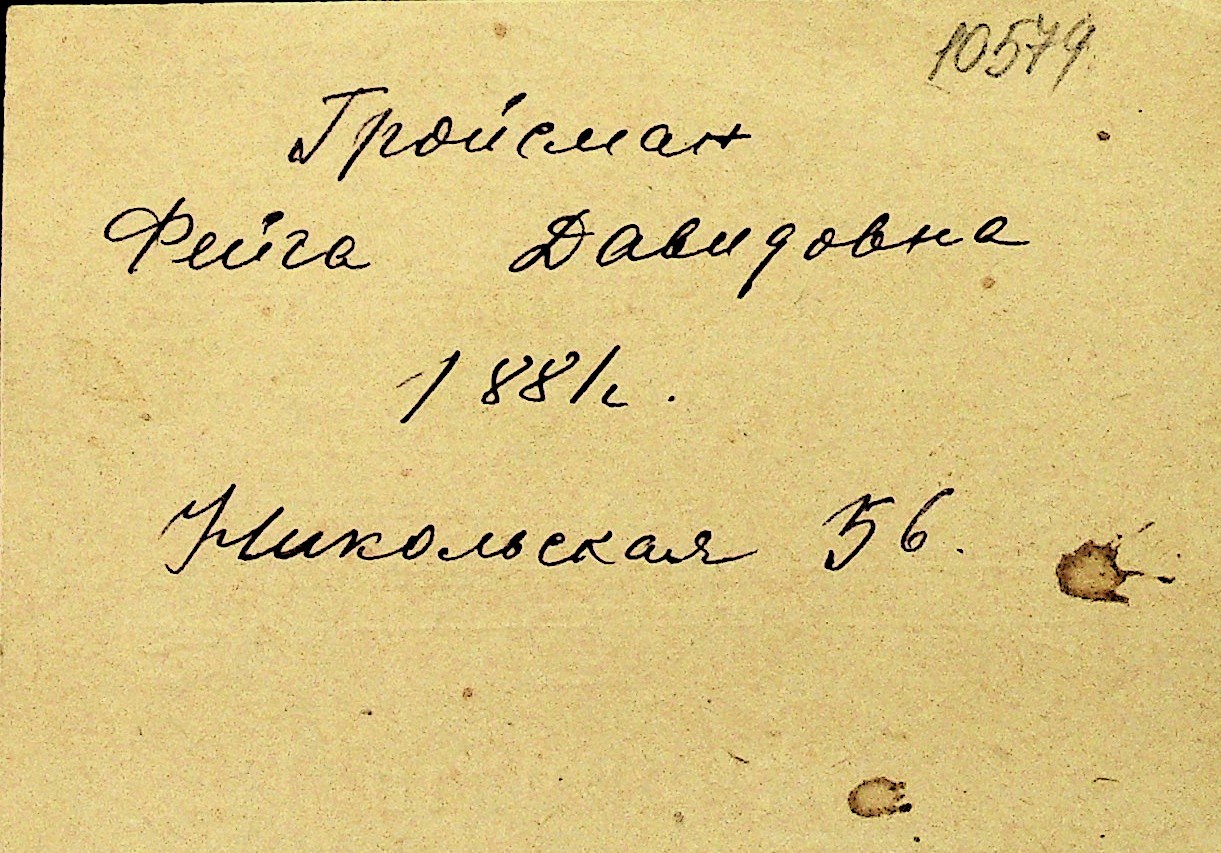 10579
Гройсман
Фейга Давидовна
1881г.
Никольская 56.